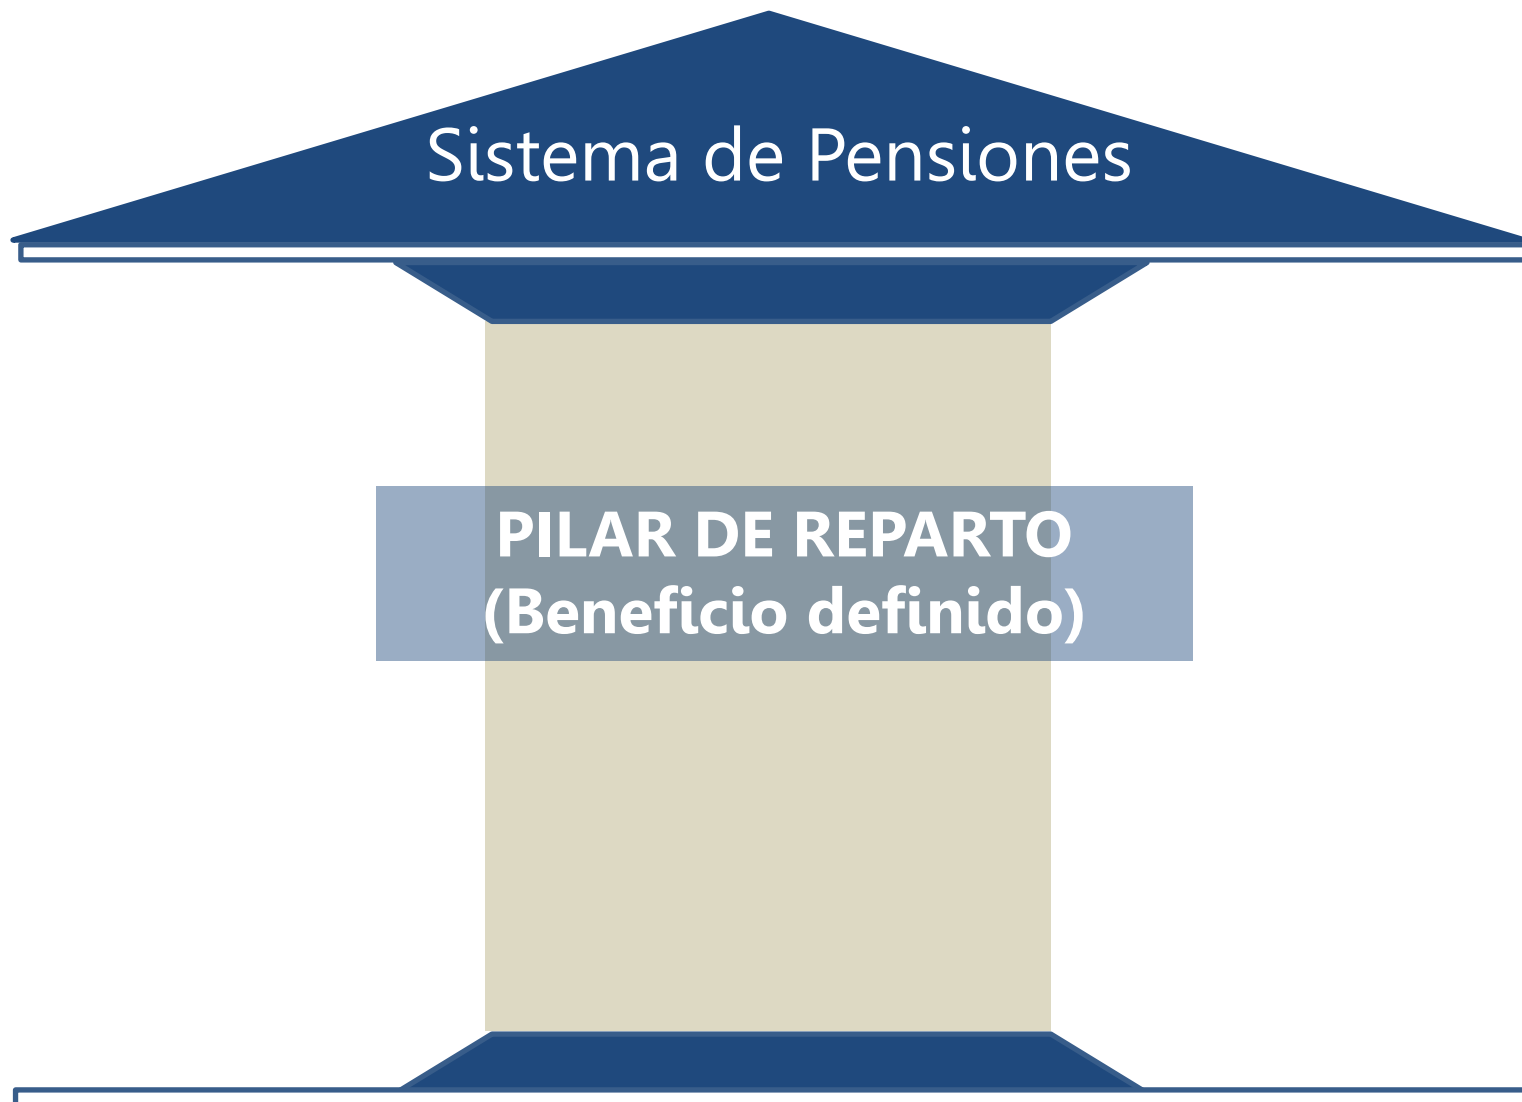 Sistema de Pensiones
PILAR DE REPARTO
(Beneficio definido)